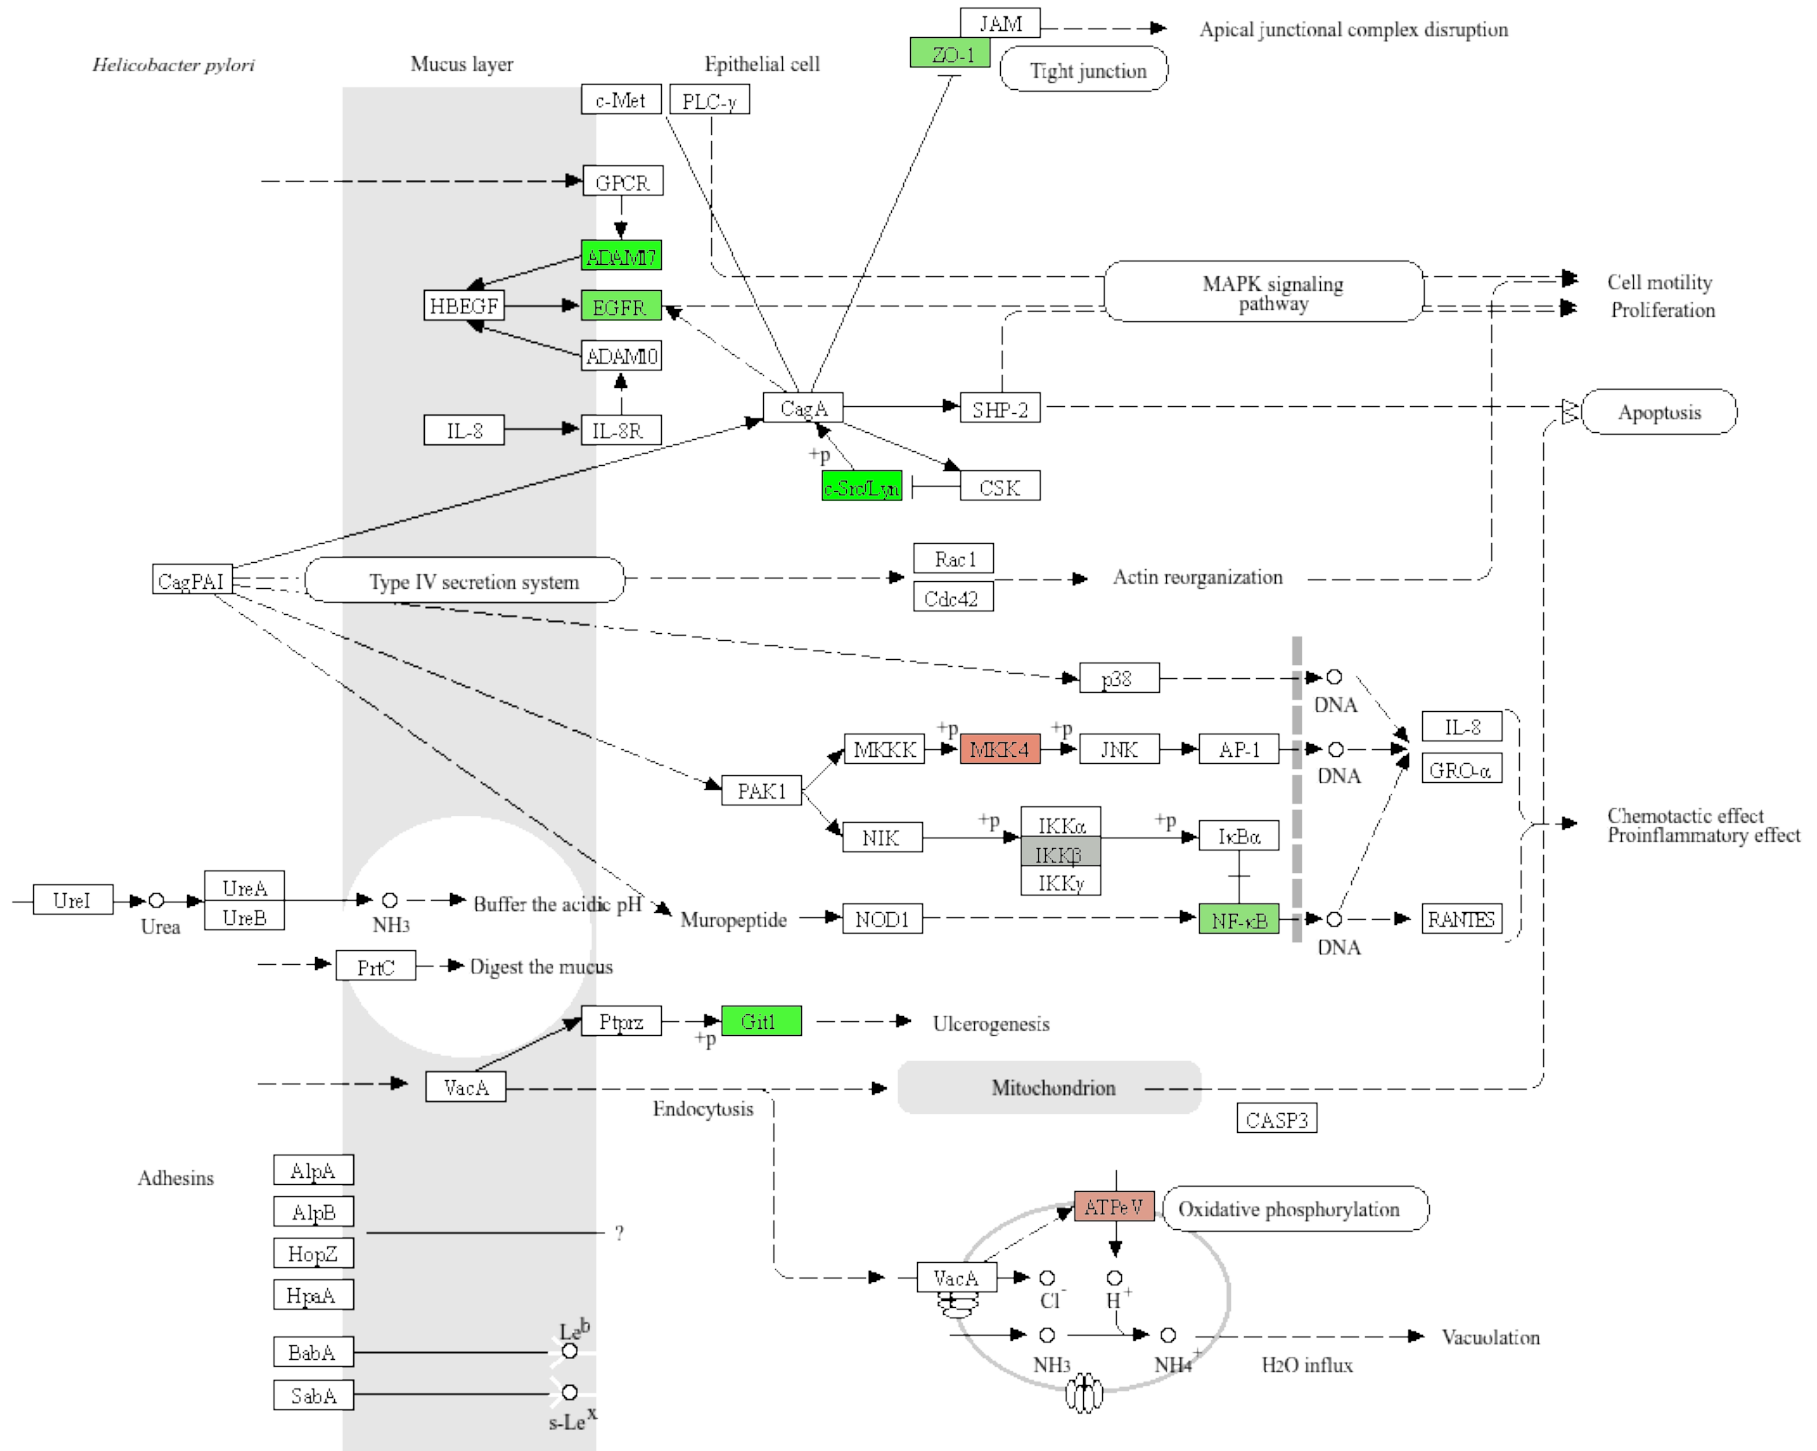 JAM
Apical junctional complex disruption
ZO-1
Tight junction
Helicobacter pylori
Mucus layer
Epithelial cell
c-Met
PLC-γ
GPCR
ADAM17
HBEGF
EGFR
MAPK signaling
pathway
Cell motility
Proliferation
ADAM10
CagA
SHP-2
Apoptosis
IL-8
IL-8R
+p
c-Src/Lyn
CSK
CagPAI
Type IV secretion system
Rac1
Cdc42
Actin reorganization
p38
DNA
IL-8
GRO-α
MKKK
+p
MKK4
+p
JNK
AP-1
DNA
PAK1
NIK
+p
IKKα
IKKβ
IKKγ
+p
IκBα
Chemotactic effect
Proinflammatory effect
UreI
Urea
UreA
UreB
NH3
Buffer the acidic pH
Muropeptide
NOD1
NF-κB
DNA
RANTES
PrtC
Digest the mucus
Ptprz
+p
Git1
Ulcerogenesis
VacA
Endocytosis
Mitochondrion
CASP3
Adhesins
AlpA
AlpB
HopZ
HpaA
?
BabA
Le b
SabA
s-Le x
ATPeV
Oxidative phosphorylation
VacA
Cl-
H+
NH3
NH4+
H2O influx
Vacuolation